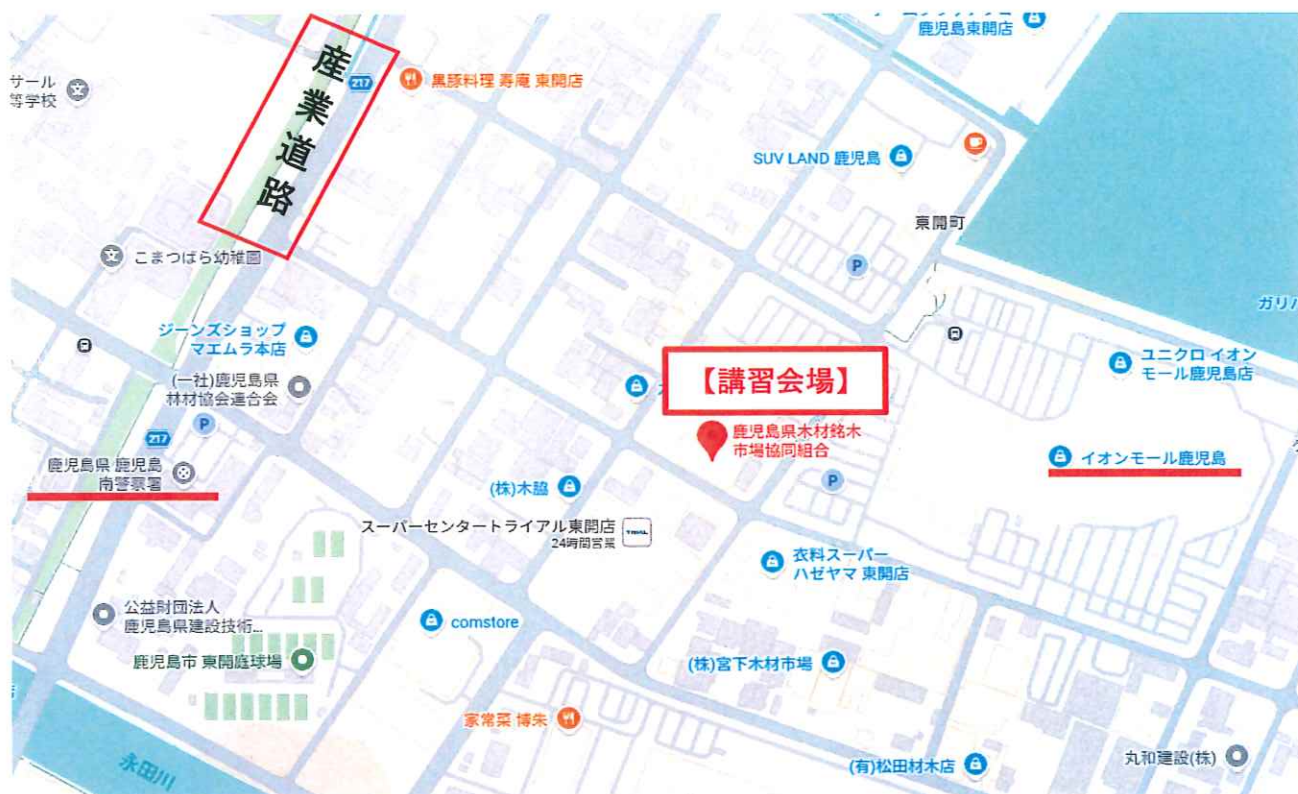 鹿児島東開店
産業道路
217
黒豚料理 寿庵 東開店
サール
等学校
SUV LAND 鹿児島
東開町
こまつばら幼稚園
P
ガリバ
ジーンズショップ
マエムラ本店
ユニクロ イオン
モール鹿児島店
【講習会場】
(一社)鹿児島県
林材協会連合会
P
217
鹿児島県木材銘木
市場協同組合
イオンモール鹿児島
鹿児島県 鹿児島
南警察署
P
(株)木脇
スーパーセンタートライアル東開店
24時間営業
TRIAL
衣料スーパー
ハゼヤマ 東開店
公益財団法人
鹿児島県建設技術...
comstore
鹿児島市 東開庭球場
(株)宮下木材市場
家常菜 博朱
永田川
(有)松田材木店
丸和建設(株)
店